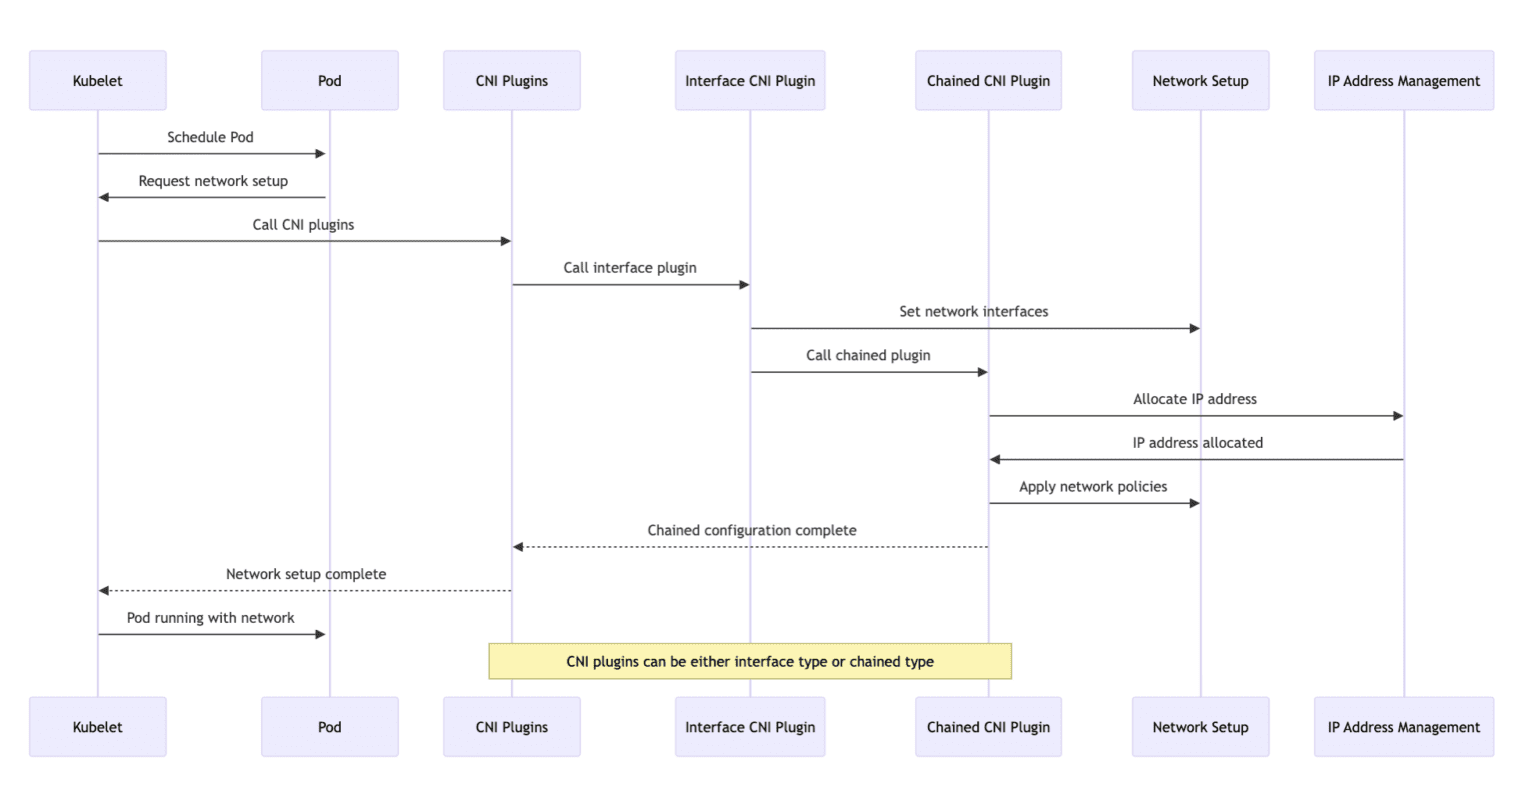 Kubelet
Pod
CNI Plugins
Interface CNI Plugin
Chained CNI Plugin
Network Setup
IP Address Management
Schedule Pod
Request network setup
Call CNI plugins
Call interface plugin
Set network interfaces
Call chained plugin
Allocate IP address
IP address allocated
Apply network policies
Chained configuration complete
Network setup complete
Pod running with network
CNI plugins can be either interface type or chained type
Kubelet
Pod
CNI Plugins
Interface CNI Plugin
Chained CNI Plugin
Network Setup
IP Address Management